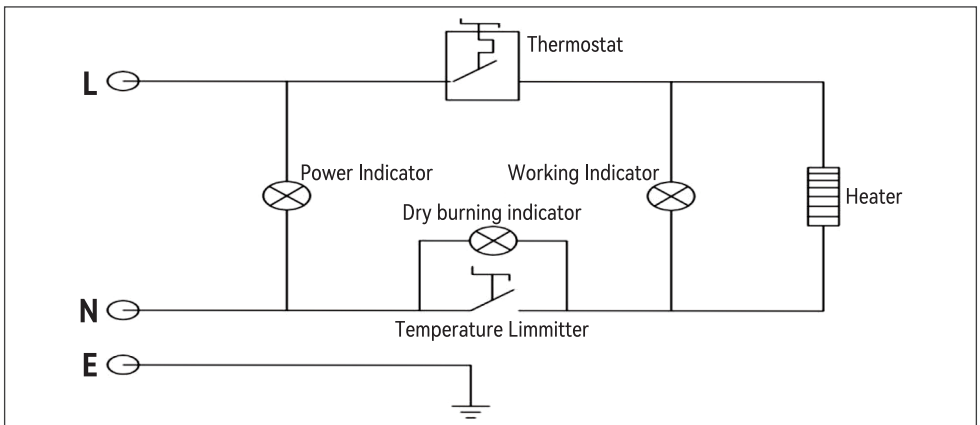 Thermostat
L
Power Indicator
Working Indicator
Heater
Dry burning indicator
N
Temperature Limmitter
E